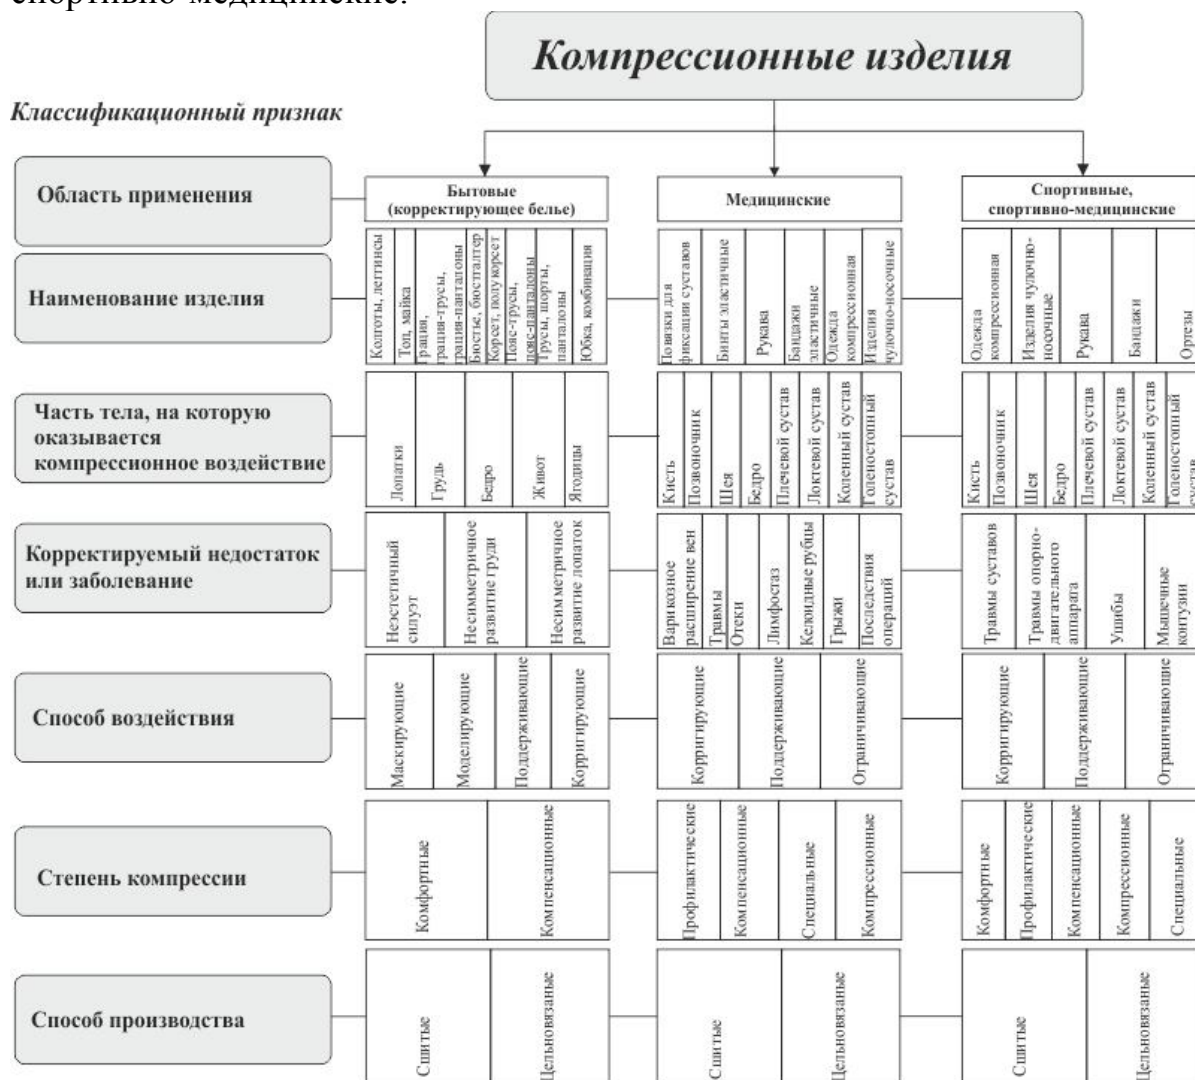 спортивно-медицинские.
Компрессионные изделия
Классификационный признак
Область применения
Бытовые
(корректирующее белье)
Медицинские
Спортивные,
спортивно-медицинские
Наименование изделия
Колготы, леггинсы
Топ, майка
грация,
грация-трусы,
грация-панталоны
Бюстье, бюстгалтер
Корсет, полукорсет
Пояс-трусы,
пояс-панталоны
Трусы, шорты,
панталоны
Юбка, комбинация
Повязки для
фиксации суставов
Бинты эластичные
Рукава
Бандажи
эластичные
Одежда
компрессионная
Изделия
чулочно-носочные
Одежда
компрессионная
Изделия чулочно-
носочные
Рукава
Бандажи
Ортезы
Часть тела, на которую
оказывается
компрессионное воздействие
Лопатки
Грудь
Бедро
Живот
Ягодицы
Кисть
Позвоночник
Шея
Бедро
Плечевой сустав
Локтевой сустав
Коленный сустав
Голеностопный
сустав
Кисть
Позвоночник
Шея
Бедро
Плечевой сустав
Локтевой сустав
Коленный сустав
Голеностопный
сустав
Корректируемый недостаток
или заболевание
Неэстетичный
силуэт
Несимметричное
развитие груди
Несимметричное
развитие лопаток
Варикозное
расширение вен
Травмы
Отеки
Лимфостаз
Келоидные рубцы
Грыжи
Последствия
операций
Травмы суставов
Травмы опорно-
двигательного
аппарата
Ушибы
Мышечные
контузии
Способ воздействия
Маскирующие
Моделирующие
Поддерживающие
Корригирующие
Корригирующие
Поддерживающие
Ограничивающие
Корригирующие
Поддерживающие
Ограничивающие
Степень компрессии
Комфортные
Компенсационные
Профилактические
Компенсационные
Специальные
Компрессионные
Комфортные
Профилактические
Компенсационные
Компрессионные
Специальные
Способ производства
Сшитые
Цельновязаные
Сшитые
Цельновязаные
Сшитые
Цельновязаные